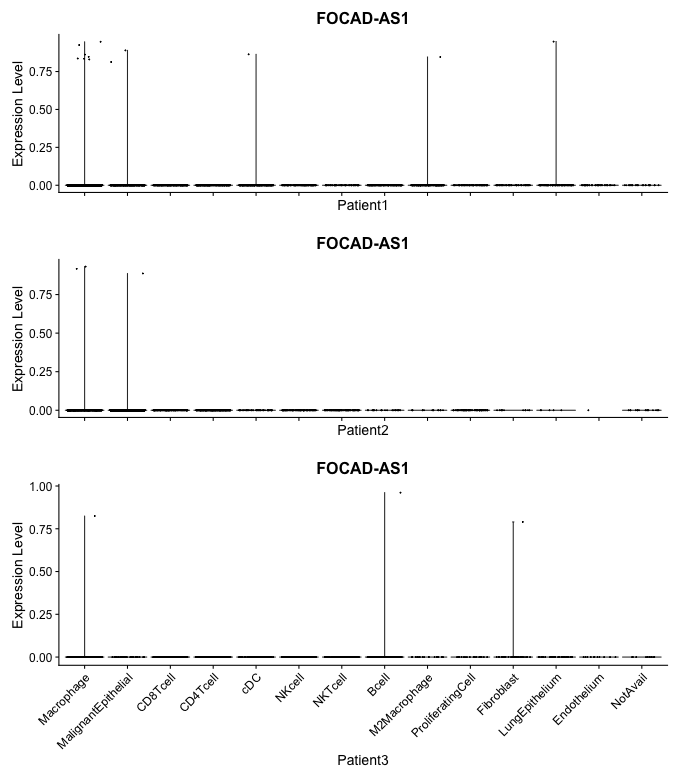 FOCAD-AS1
Expression Level
0.75
0.50
0.25
0.00
Patient1
FOCAD-AS1
Expression Level
0.75
0.50
0.25
0.00
Patient2
FOCAD-AS1
Expression Level
1.00
0.75
0.50
0.25
0.00
Macrophage
MalignantEpithelial
CD8Tcell
CD4Tcell
cDC
NKcell
NKTcell
Bcell
M2Macrophage
ProliferatingCell
Fibroblast
LungEpithelium
Endothelium
NotAvail
Patient3